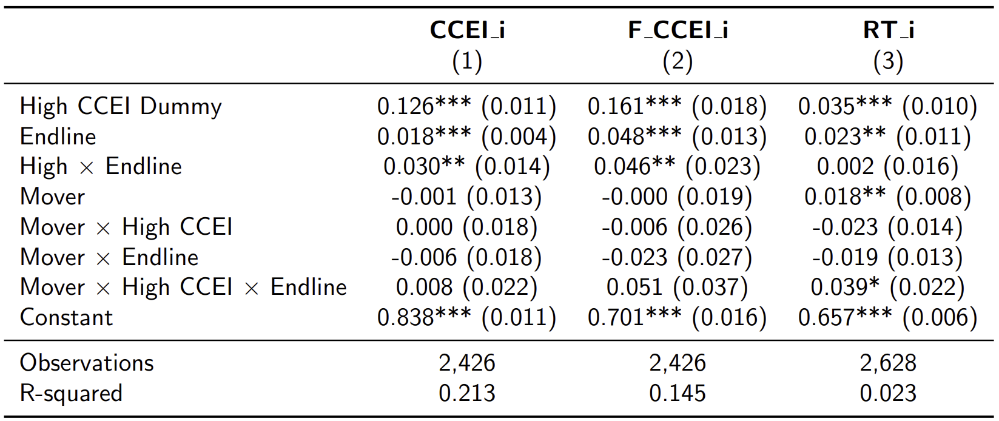 CCEI_i F_CCEI_i RT_i
(1) (2) (3)
High CCEI Dummy 0.126*** (0.011) 0.161*** (0.018) 0.035*** (0.010)
Endline 0.018*** (0.004) 0.048*** (0.013) 0.023** (0.011)
High × Endline 0.030** (0.014) 0.046** (0.023) 0.002 (0.016)
Mover -0.001 (0.013) -0.000 (0.019) 0.018** (0.008)
Mover × High CCEI 0.000 (0.018) -0.006 (0.026) -0.023 (0.014)
Mover × Endline -0.006 (0.018) -0.023 (0.027) -0.019 (0.013)
Mover × High CCEI × Endline 0.008 (0.022) 0.051 (0.037) 0.039* (0.022)
Constant 0.838*** (0.011) 0.701*** (0.016) 0.657*** (0.006)
Observations 2,426 2,426 2,628
R-squared 0.213 0.145 0.023